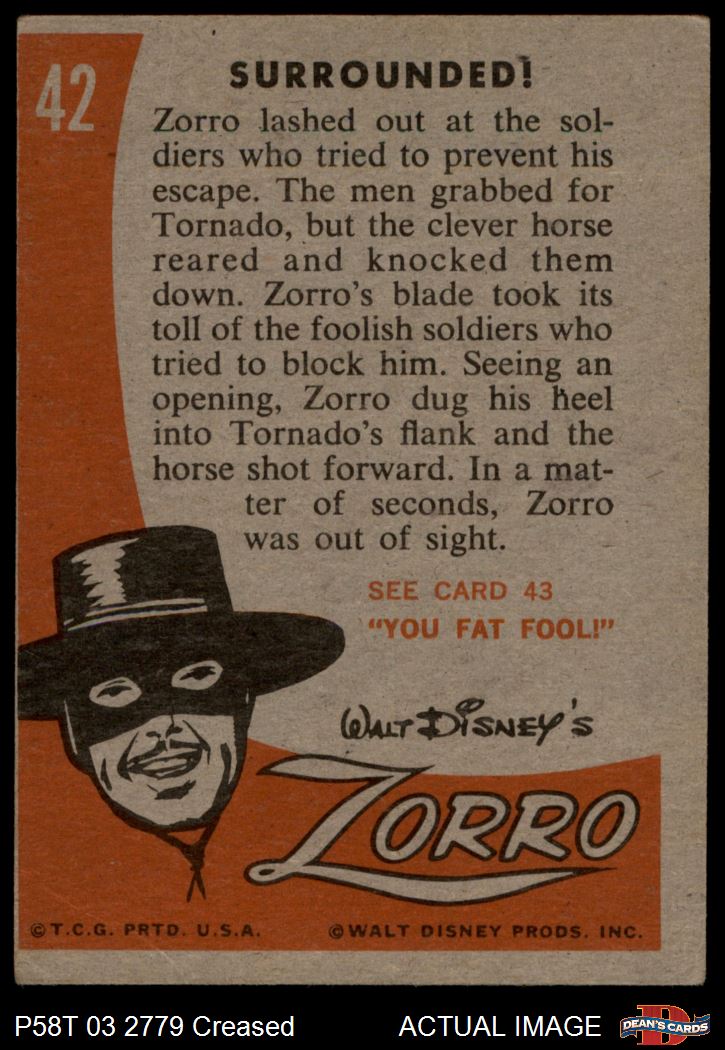 42
SURROUNDED!
Zorro lashed out at the sol-
diers who tried to prevent his
escape. The men grabbed for
Tornado, but the clever horse
reared and knocked them
down. Zorro's blade took its
toll of the foolish soldiers who
tried to block him. Seeing an
opening, Zorro dug his heel
into Tornado's flank and the
horse shot forward. In a mat-
ter of seconds, Zorro
was out of sight.
SEE CARD 43
"YOU FAT FOOL!"
WALT DISNEY'S
ZORRO
©T.C.G. PRTD. U.S.A.
©WALT DISNEY PRODS. INC.
P58T 03 2779 Creased
ACTUAL IMAGE
D
DEAN'S CARDS